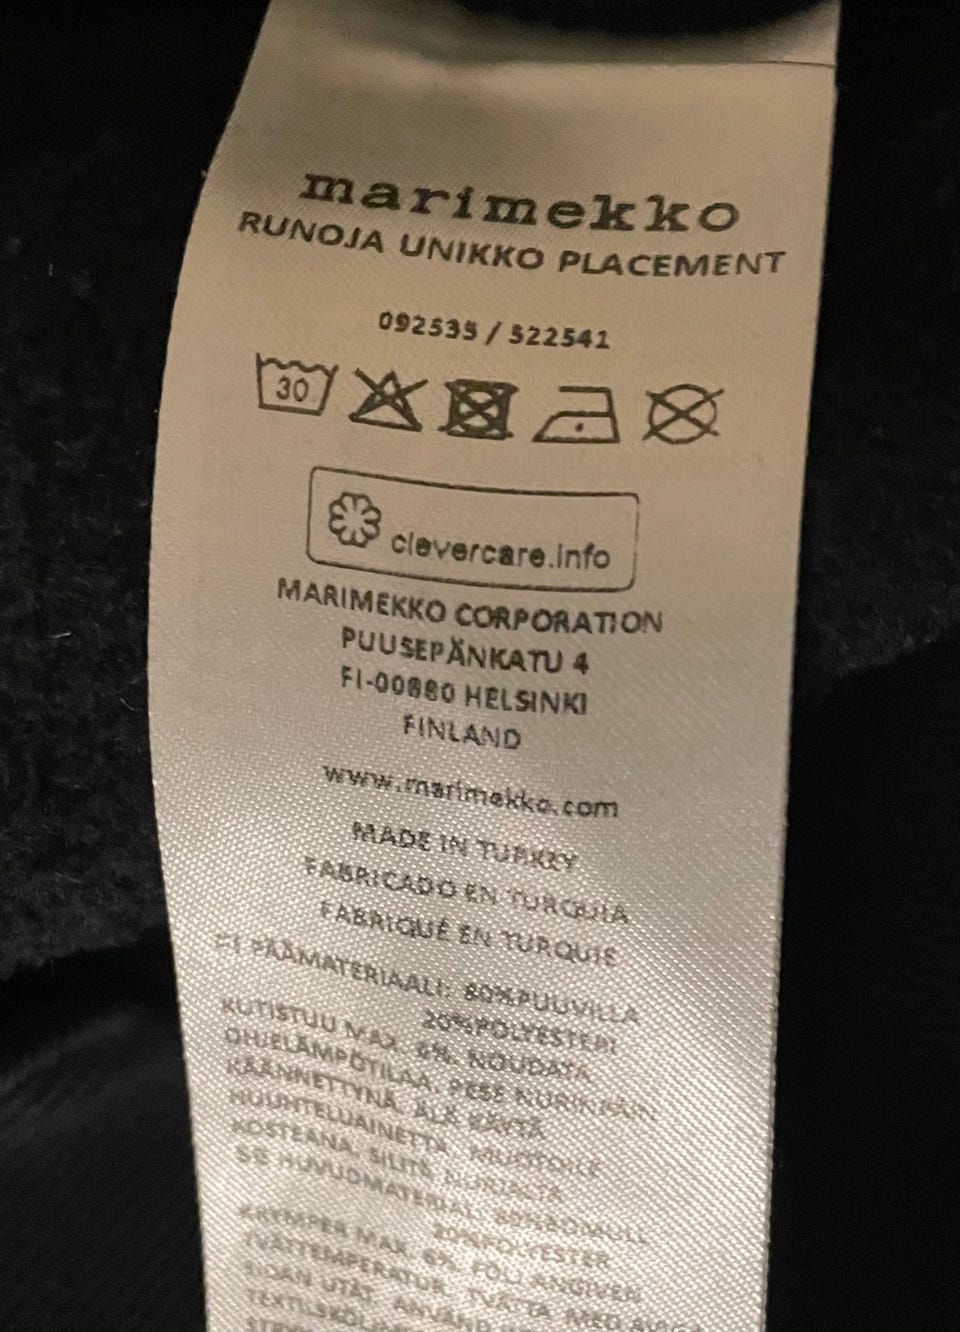 marimekko
RUNOJA UNIKKO PLACEMENT
092535 / 522541
30
clevercare.info
MARIMEKKO CORPORATION
PUUSEPÄNKATU 4
FI-00880 HELSINKI
FINLAND
www.marimekko.com
MADE IN TURKEY
FABRICADO EN TURQUIA
FABRIQUÉ EN TURQUIE
FI PÄÄMATERIAALI: 80%PUUVILLA
20%POLYESTERI
KUTISTUU MAX. 6%. NOUDATA
OHJELÄMPÖTILAA. PESE NURINPÄIN
KÄÄNNETTYNÄ. ÄLÄ KÄYTÄ
HUUHTELUAINETTA. MUOTOILE
KOSTEANA. SILITÄ NURJALTA
SE HUVUDMATERIAL: 80%BOMULL
20%POLYESTER
KRYMPER MAX. 6%. FÖLJ ANGIVEN
TVÄTTEMPERATUR. TVÄTTA MED AVIGA
SIDAN UTÅT. ANVÄND